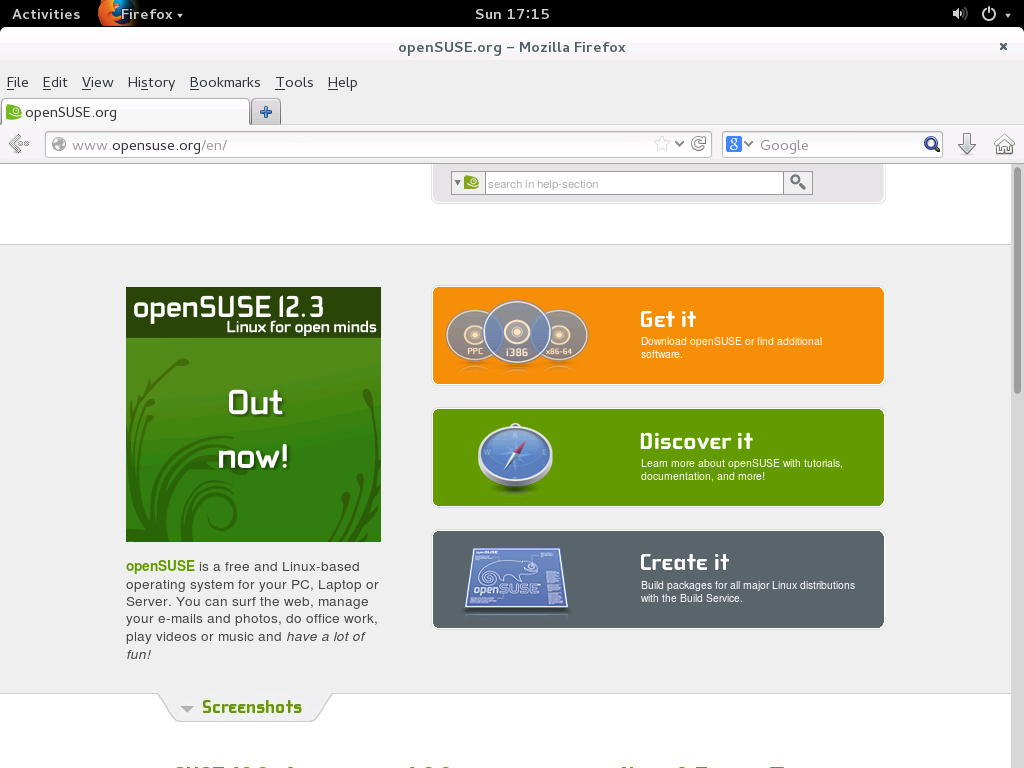 Activities Firefox Sun 17:15
openSUSE.org – Mozilla Firefox
File Edit View History Bookmarks Tools Help
openSUSE.org
www.opensuse.org/en/ 8 Google
search in help-section
openSUSE 12.3
Linux for open minds
Out
now!
openSUSE is a free and Linux-based
operating system for your PC, Laptop or
Server. You can surf the web, manage
your e-mails and photos, do office work,
play videos or music and have a lot of
fun!
PPC i386 x86-64
Get it
Download openSUSE or find additional
software.
N
W E
Discover it
Learn more about openSUSE with tutorials,
documentation, and more!
openSUSE
openSUSE
Create it
Build packages for all major Linux distributions
with the Build Service.
Screenshots